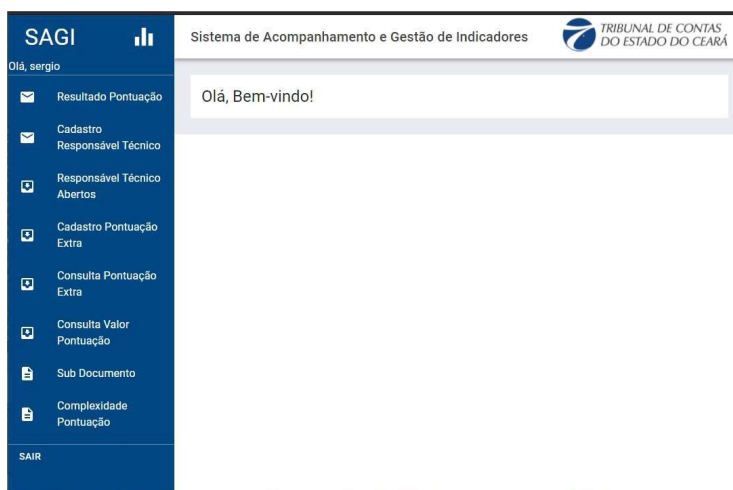 SAGI
Olá, sergio
Resultado Pontuação
Cadastro
Responsável Técnico
Responsável Técnico
Abertos
Cadastro Pontuação
Extra
Consulta Pontuação
Extra
Consulta Valor
Pontuação
Sub Documento
Complexidade
Pontuação
SAIR
Sistema de Acompanhamento e Gestão de Indicadores
TRIBUNAL DE CONTAS
DO ESTADO DO CEARÁ
Olá, Bem-vindo!